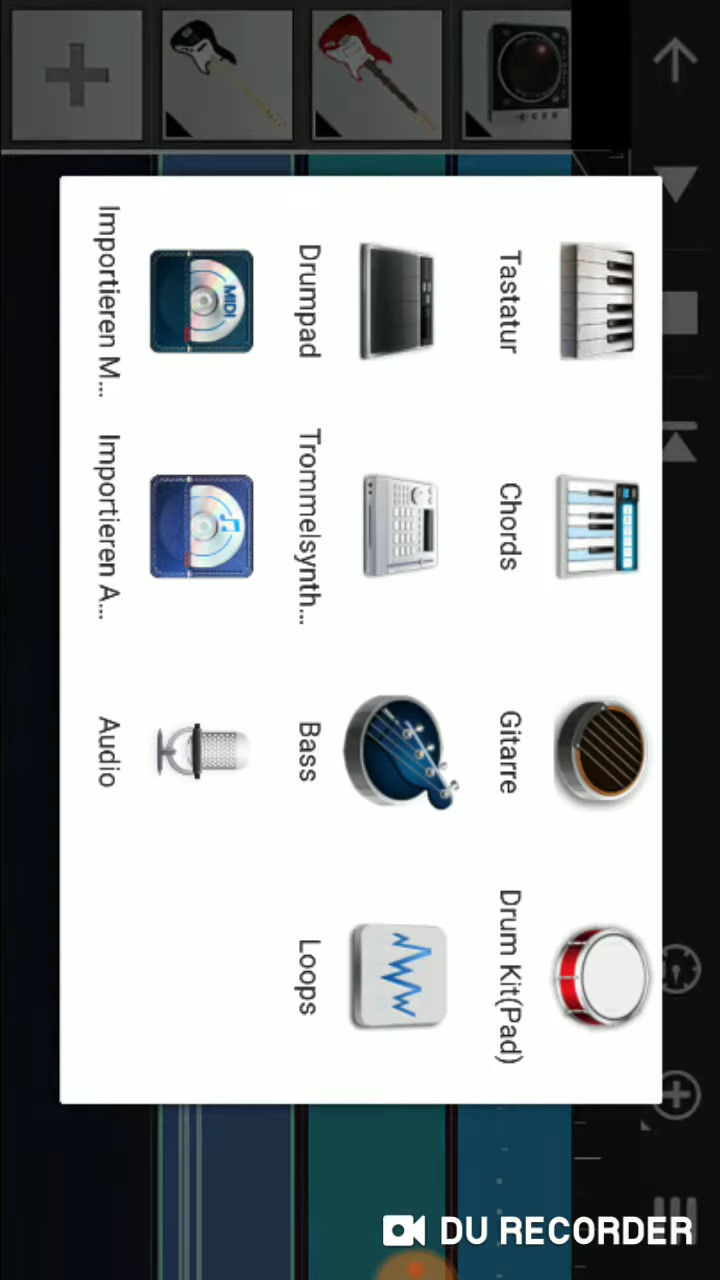 Tastatur
Chords
Gitarre
Drum Kit(Pad)
Drumpad
Trommelsynth...
Bass
Loops
Importieren M...
MIDI
Importieren A...
Audio
DU RECORDER